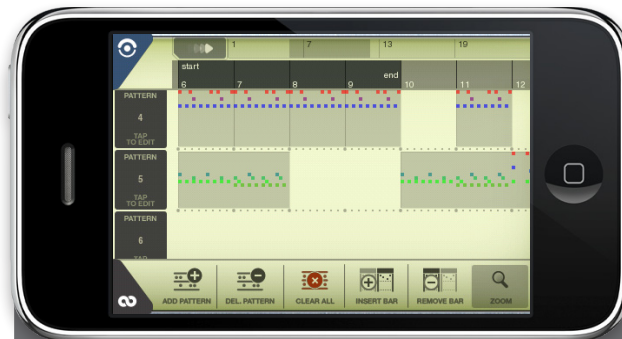 1 7 13 19
start end
6 7 8 9 10 11 12
PATTERN
4
TAP
TO EDIT
PATTERN
5
TAP
TO EDIT
PATTERN
6
TAP
ADD PATTERN DEL. PATTERN CLEAR ALL INSERT BAR REMOVE BAR ZOOM